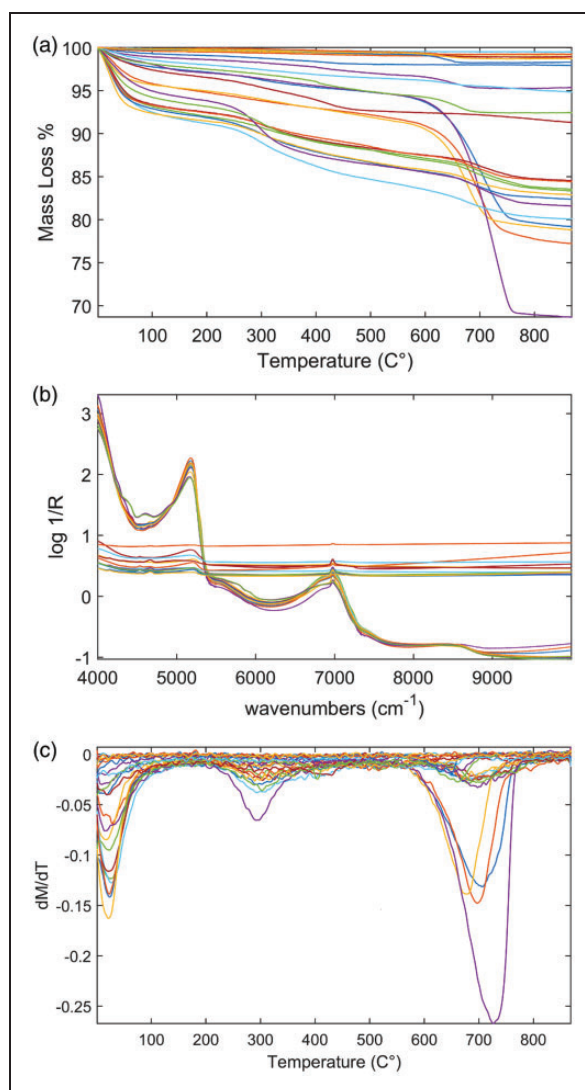 (a)
100
95
90
85
80
75
70
Mass Loss %
100 200 300 400 500 600 700 800
Temperature (C°)
(b)
3
2
1
0
-1
log 1/R
4000 5000 6000 7000 8000 9000
wavenumbers (cm⁻¹)
(c)
0
-0.05
-0.1
-0.15
-0.2
-0.25
dM/dT
100 200 300 400 500 600 700 800
Temperature (C°)